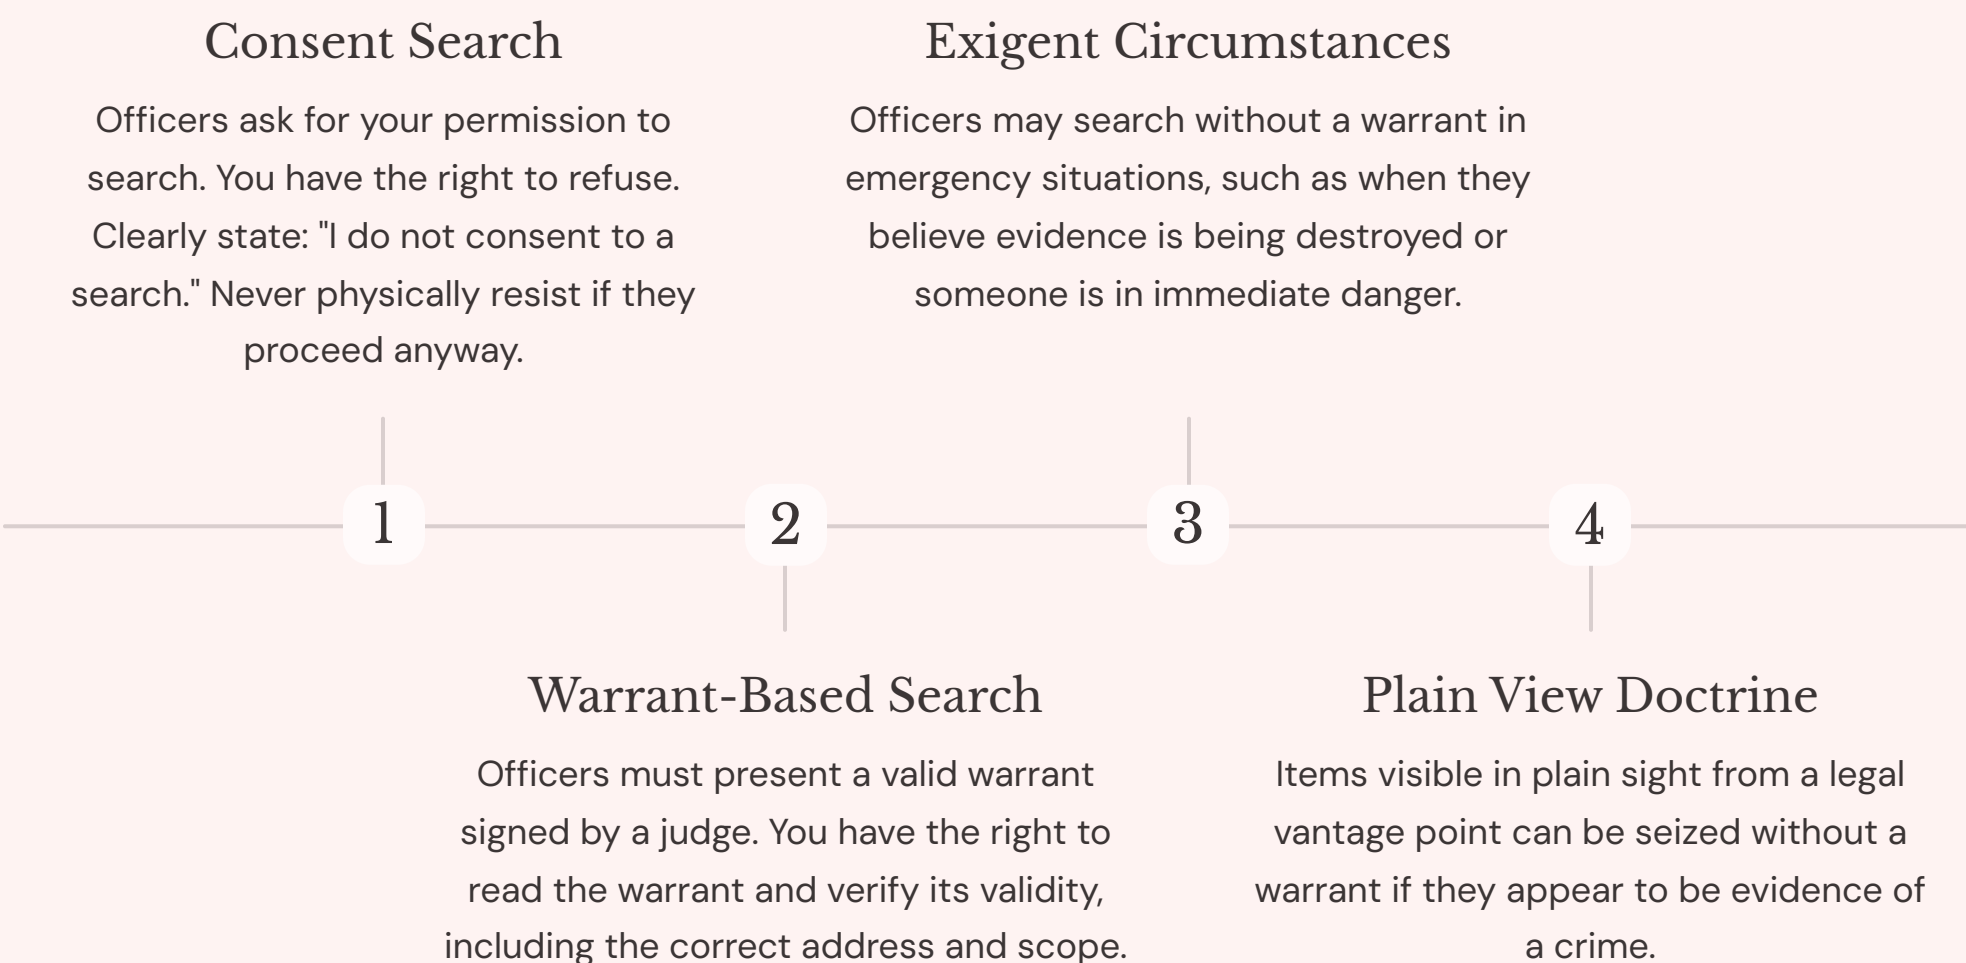 Consent Search
Officers ask for your permission to
search. You have the right to refuse.
Clearly state: "I do not consent to a
search." Never physically resist if they
proceed anyway.
1
Warrant-Based Search
Officers must present a valid warrant
signed by a judge. You have the right to
read the warrant and verify its validity,
including the correct address and scope.
2
Exigent Circumstances
Officers may search without a warrant in
emergency situations, such as when they
believe evidence is being destroyed or
someone is in immediate danger.
3
Plain View Doctrine
Items visible in plain sight from a legal
vantage point can be seized without a
warrant if they appear to be evidence of
a crime.
4